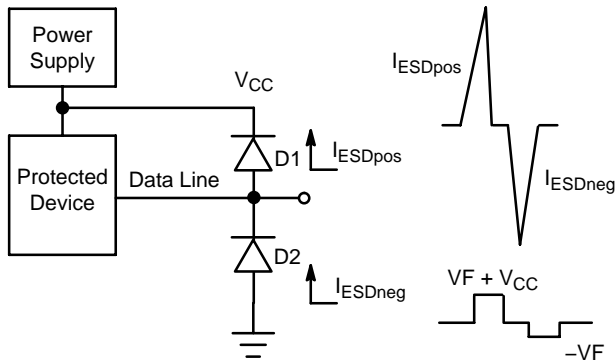 Power
Supply
V_CC
I_ESDpos
D1
I_ESDpos
Protected
Device
Data Line
I_ESDneg
D2
I_ESDneg
VF + V_CC
−VF